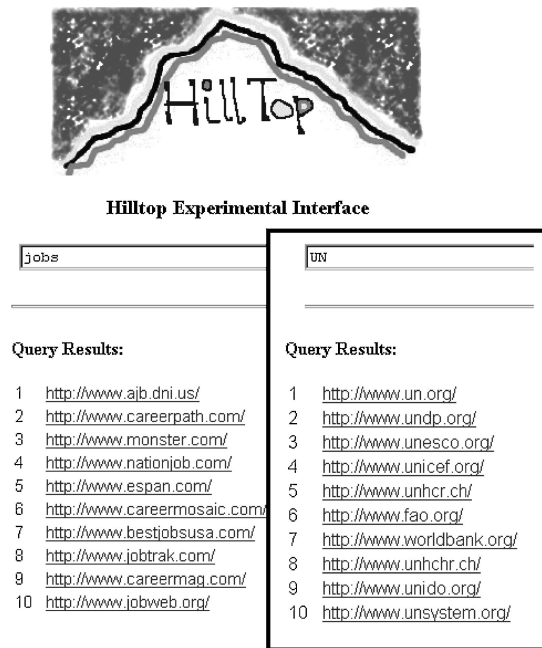 HillTop
Hilltop Experimental Interface
jobs
Query Results:
1 http://www.ajb.dni.us/
2 http://www.careerpath.com/
3 http://www.monster.com/
4 http://www.nationjob.com/
5 http://www.espan.com/
6 http://www.careermosaic.com/
7 http://www.bestjobsusa.com/
8 http://www.jobtrak.com/
9 http://www.careermag.com/
10 http://www.jobweb.org/
UN
Query Results:
1 http://www.un.org/
2 http://www.undp.org/
3 http://www.unesco.org/
4 http://www.unicef.org/
5 http://www.unhcr.ch/
6 http://www.fao.org/
7 http://www.worldbank.org/
8 http://www.unhchr.ch/
9 http://www.unido.org/
10 http://www.unsystem.org/